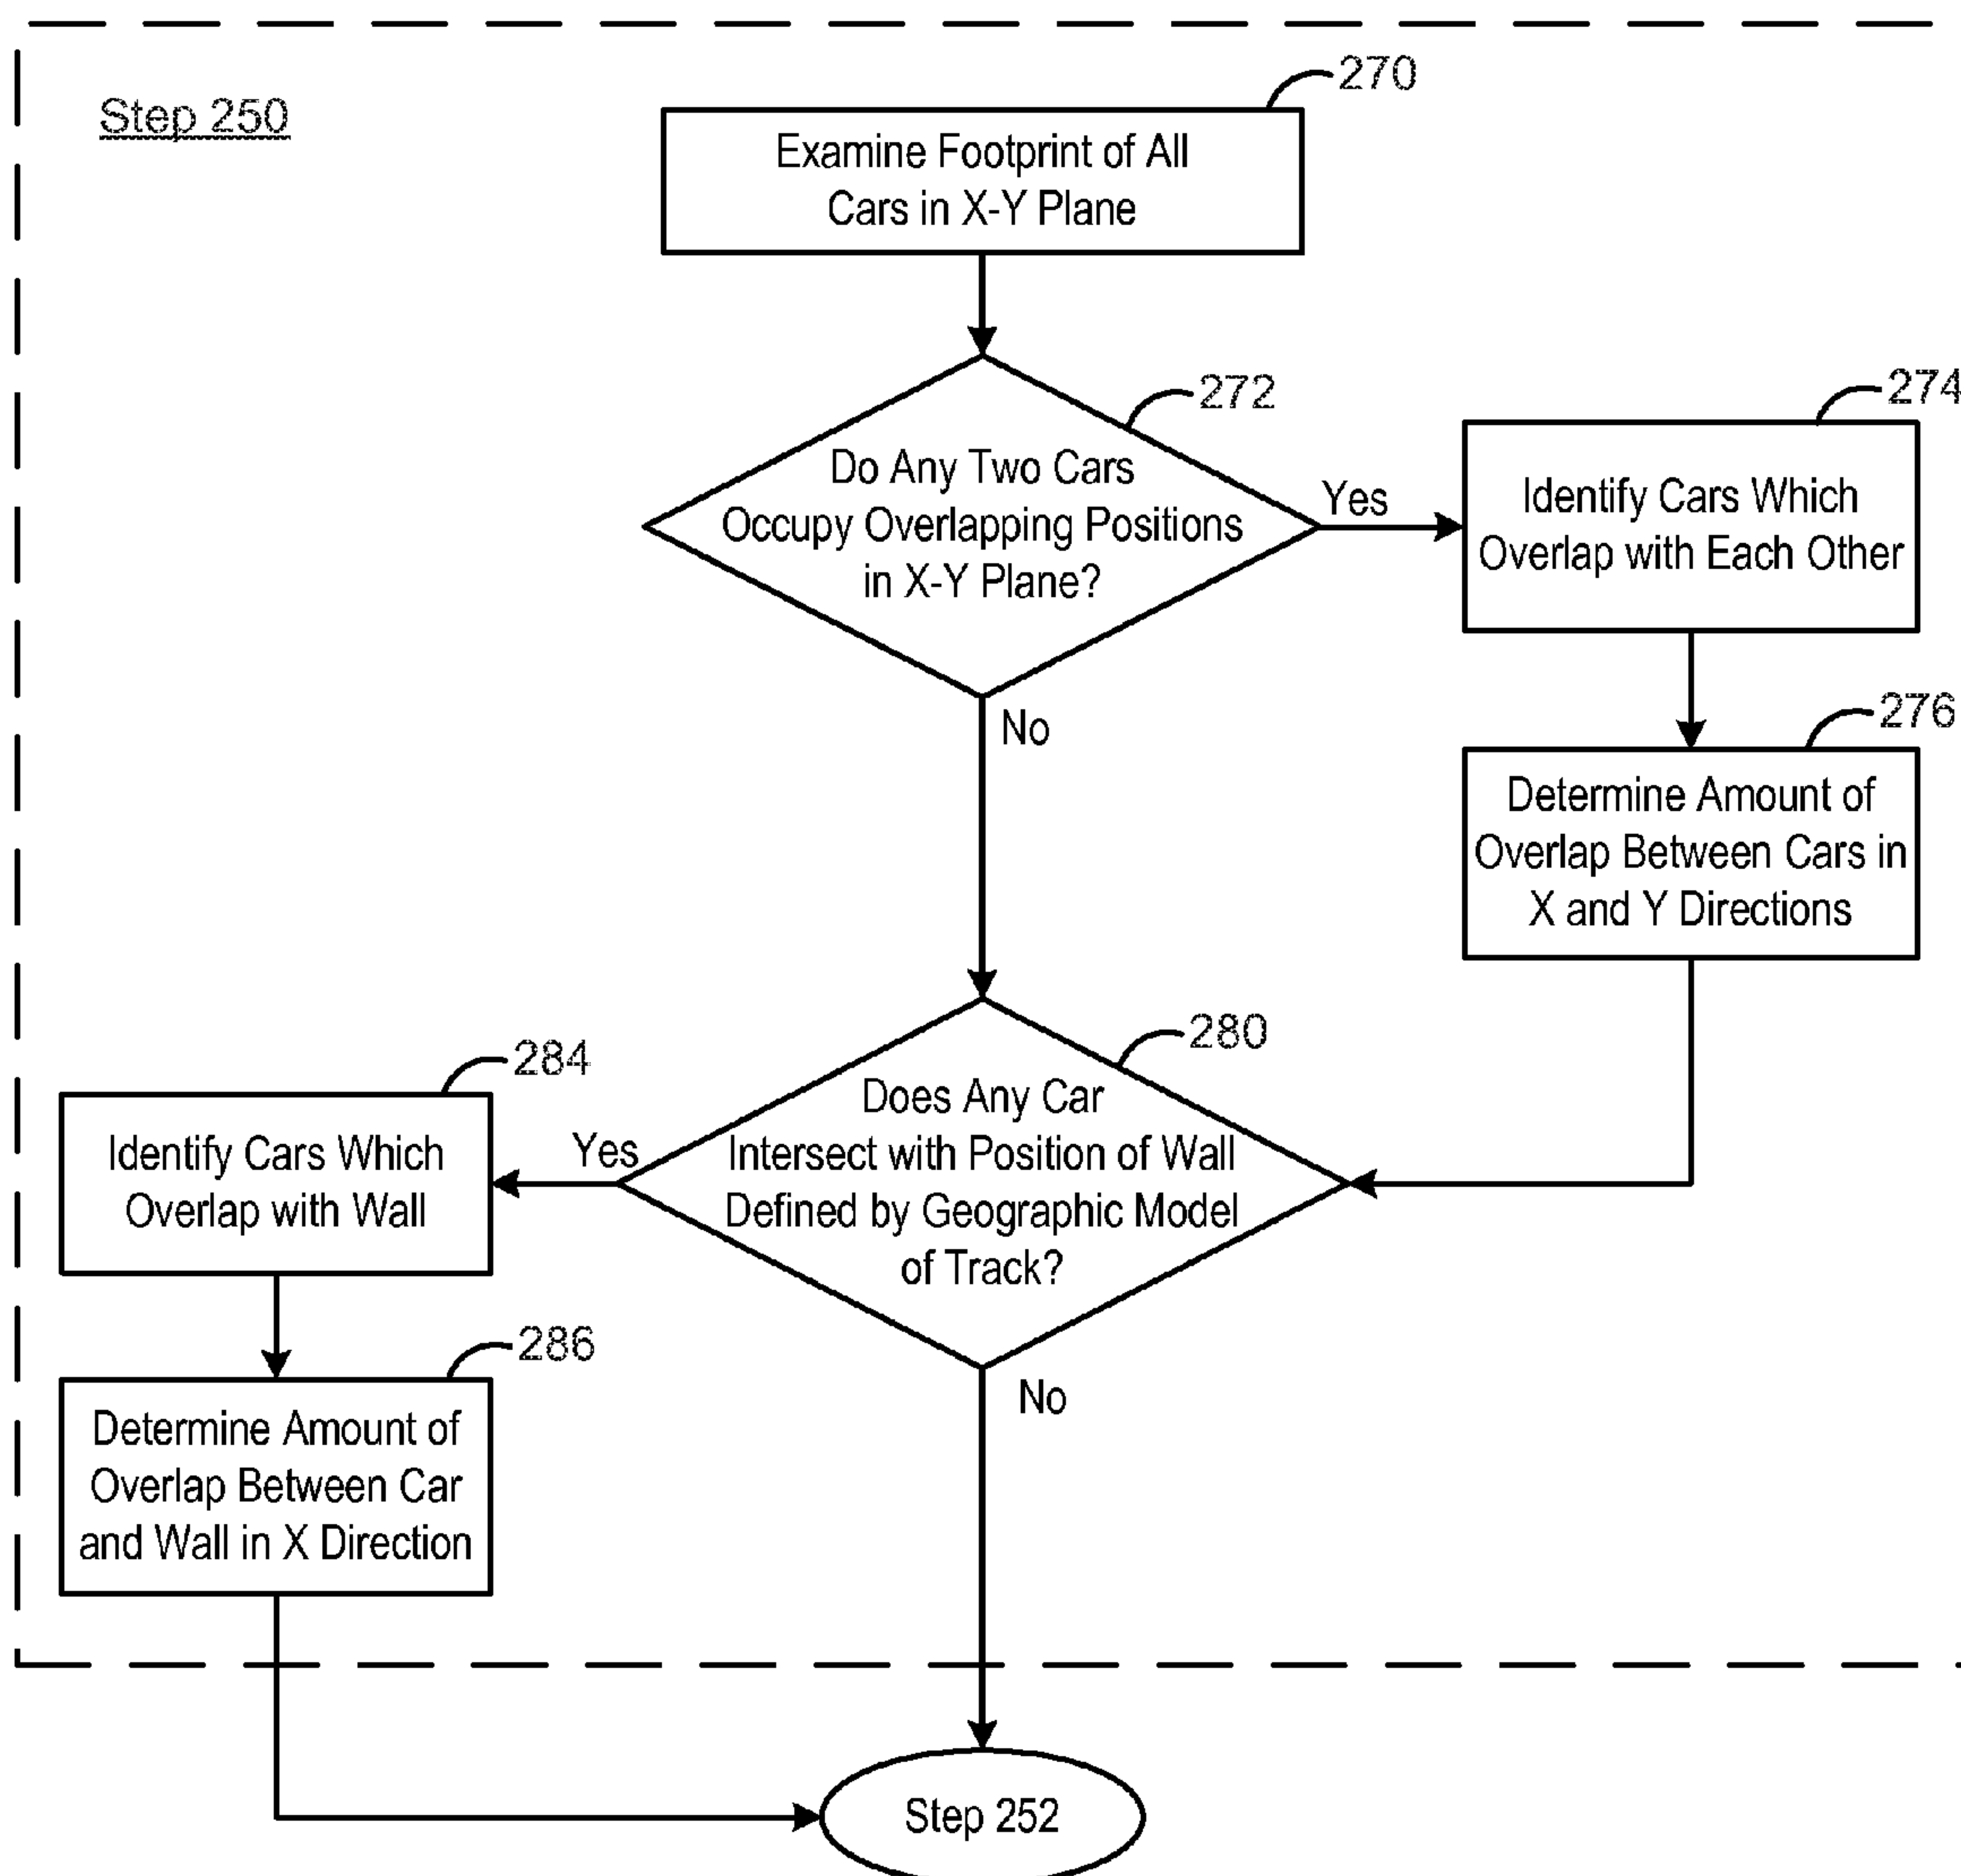 Step 250
270
Examine Footprint of All
Cars in X-Y Plane
272
Do Any Two Cars
Occupy Overlapping Positions
in X-Y Plane?
Yes
No
274
Identify Cars Which
Overlap with Each Other
276
Determine Amount of
Overlap Between Cars in
X and Y Directions
280
Does Any Car
Intersect with Position of Wall
Defined by Geographic Model
of Track?
Yes
No
284
Identify Cars Which
Overlap with Wall
286
Determine Amount of
Overlap Between Car
and Wall in X Direction
Step 252